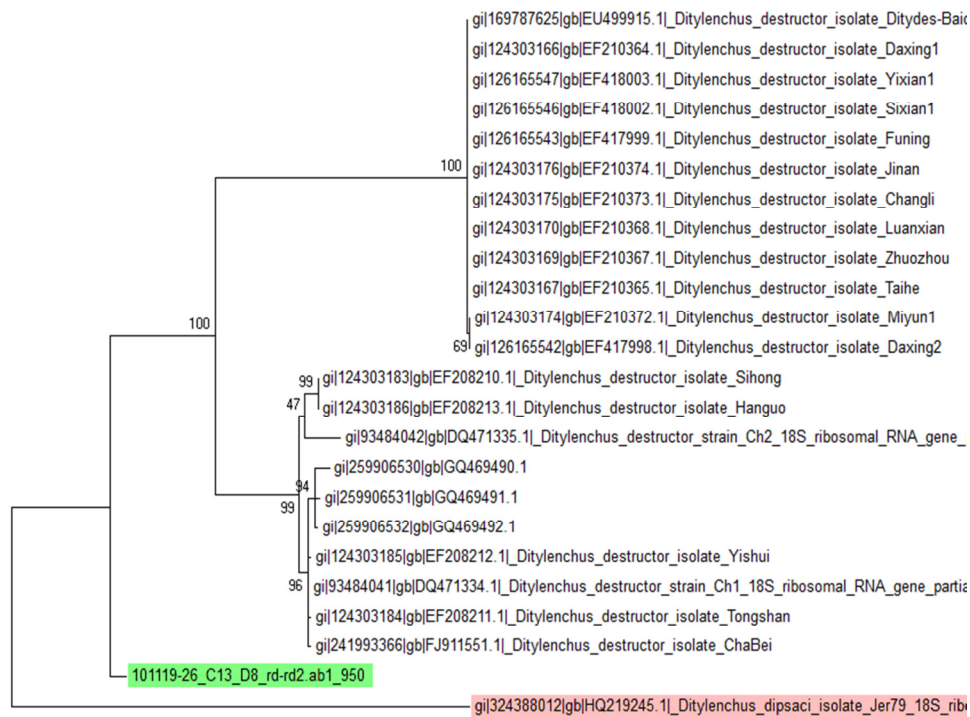 gi|169787625|gb|EU499915.1|_Ditylenchus_destructor_isolate_Ditydes-Baid
gi|124303166|gb|EF210364.1|_Ditylenchus_destructor_isolate_Daxing1
gi|126165547|gb|EF418003.1|_Ditylenchus_destructor_isolate_Yixian1
gi|126165546|gb|EF418002.1|_Ditylenchus_destructor_isolate_Sixian1
gi|126165543|gb|EF417999.1|_Ditylenchus_destructor_isolate_Funing
100
gi|124303176|gb|EF210374.1|_Ditylenchus_destructor_isolate_Jinan
gi|124303175|gb|EF210373.1|_Ditylenchus_destructor_isolate_Changli
gi|124303170|gb|EF210368.1|_Ditylenchus_destructor_isolate_Luanxian
gi|124303169|gb|EF210367.1|_Ditylenchus_destructor_isolate_Zhuozhou
gi|124303167|gb|EF210365.1|_Ditylenchus_destructor_isolate_Taihe
100
gi|124303174|gb|EF210372.1|_Ditylenchus_destructor_isolate_Miyun1
69
gi|126165542|gb|EF417998.1|_Ditylenchus_destructor_isolate_Daxing2
99
gi|124303183|gb|EF208210.1|_Ditylenchus_destructor_isolate_Sihong
47
gi|124303186|gb|EF208213.1|_Ditylenchus_destructor_isolate_Hanguo
gi|93484042|gb|DQ471335.1|_Ditylenchus_destructor_strain_Ch2_18S_ribosomal_RNA_gene_
gi|259906530|gb|GQ469490.1
94
gi|259906531|gb|GQ469491.1
99
gi|259906532|gb|GQ469492.1
gi|124303185|gb|EF208212.1|_Ditylenchus_destructor_isolate_Yishui
96
gi|93484041|gb|DQ471334.1|_Ditylenchus_destructor_strain_Ch1_18S_ribosomal_RNA_gene_partia
gi|124303184|gb|EF208211.1|_Ditylenchus_destructor_isolate_Tongshan
gi|241993366|gb|FJ911551.1|_Ditylenchus_destructor_isolate_ChaBei
101119-26_C13_D8_rd-rd2.ab1_950
gi|324388012|gb|HQ219245.1|_Ditylenchus_dipsaci_isolate_Jer79_18S_ribo